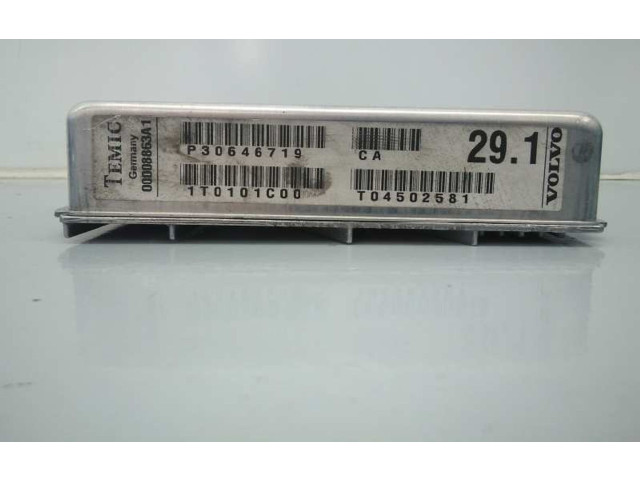 TEMIC
Germany
00008863A1
P30646719
CA
1T0101C00
T04502581
29.1
VOLVO